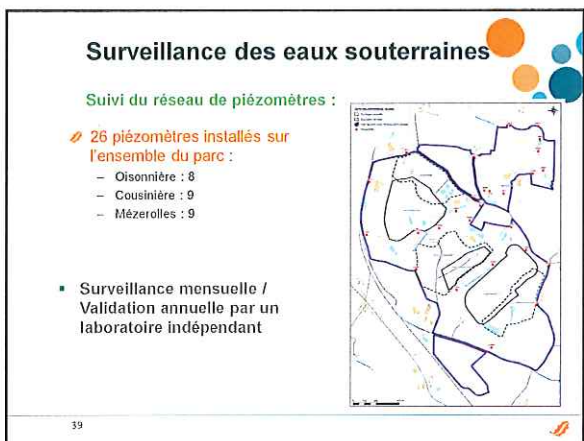 Surveillance des eaux souterraines
Suivi du réseau de piézomètres :
26 piézomètres installés sur
l'ensemble du parc :
– Oisonnière : 8
– Cousinière : 9
– Mézerolles : 9
▪ Surveillance mensuelle /
Validation annuelle par un
laboratoire indépendant
39